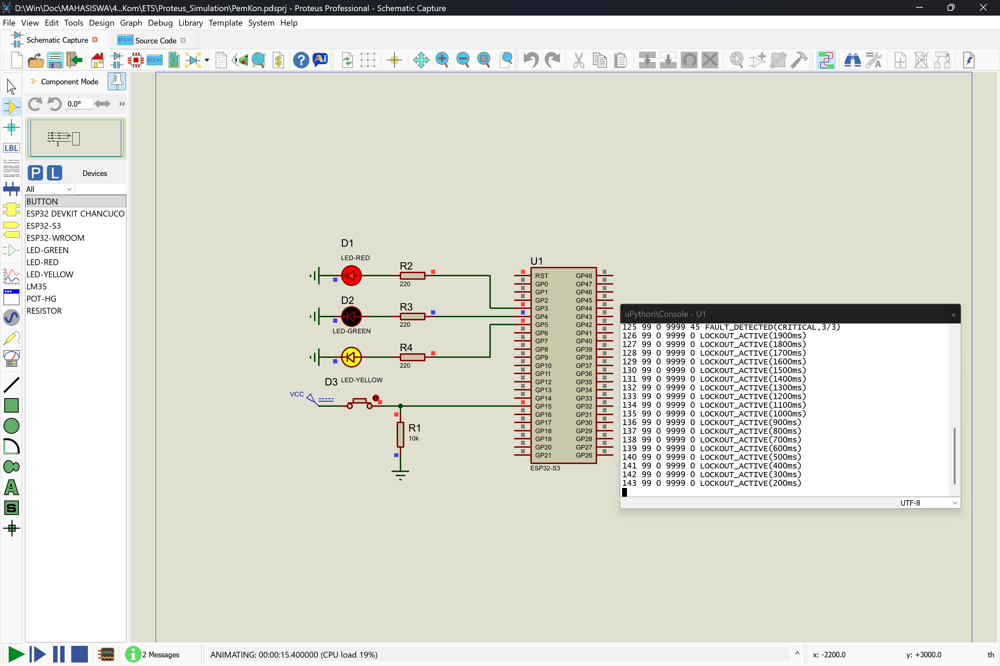 D:\Win\Doc\MAHASISWA\4...Kom\ETS\Proteus_Simulation\PemKon.pdsprj - Proteus Professional - Schematic Capture
File View Edit Tools Design Graph Debug Library Template System Help
Schematic Capture
Source Code
Component Mode
0.0°
LBL
P L Devices
All
BUTTON
ESP32 DEVKIT CHANCUCO
ESP32-S3
ESP32-WROOM
LED-GREEN
LED-RED
LED-YELLOW
LM35
POT-HG
RESISTOR
D1
LED-RED
R2
220
D2
LED-GREEN
R3
220
R4
220
D3 LED-YELLOW
VCC
R1
10k
U1
RST GP48
GP0 GP47
GP1 GP46
GP2 GP45
GP3 GP44
GP4 GP43
GP5 GP42
GP6 GP41
GP7 GP40
GP8 GP39
GP9 GP38
GP10 GP37
GP11 GP36
GP12 GP35
GP13 GP34
GP14 GP33
GP15 GP32
GP16 GP31
GP17 GP30
GP18 GP29
GP19 GP28
GP20 GP27
GP21 GP26
ESP32-S3
uPython\Console - U1
125 99 0 9999 45 FAULT_DETECTED(CRITICAL,3/3)
126 99 0 9999 0 LOCKOUT_ACTIVE(1900ms)
127 99 0 9999 0 LOCKOUT_ACTIVE(1800ms)
128 99 0 9999 0 LOCKOUT_ACTIVE(1700ms)
129 99 0 9999 0 LOCKOUT_ACTIVE(1600ms)
130 99 0 9999 0 LOCKOUT_ACTIVE(1500ms)
131 99 0 9999 0 LOCKOUT_ACTIVE(1400ms)
132 99 0 9999 0 LOCKOUT_ACTIVE(1300ms)
133 99 0 9999 0 LOCKOUT_ACTIVE(1200ms)
134 99 0 9999 0 LOCKOUT_ACTIVE(1100ms)
135 99 0 9999 0 LOCKOUT_ACTIVE(1000ms)
136 99 0 9999 0 LOCKOUT_ACTIVE(900ms)
137 99 0 9999 0 LOCKOUT_ACTIVE(800ms)
138 99 0 9999 0 LOCKOUT_ACTIVE(700ms)
139 99 0 9999 0 LOCKOUT_ACTIVE(600ms)
140 99 0 9999 0 LOCKOUT_ACTIVE(500ms)
141 99 0 9999 0 LOCKOUT_ACTIVE(400ms)
142 99 0 9999 0 LOCKOUT_ACTIVE(300ms)
143 99 0 9999 0 LOCKOUT_ACTIVE(200ms)
UTF-8
2 Messages
ANIMATING: 00:00:15.400000 (CPU load 19%)
x: -2200.0 y: +3000.0 th